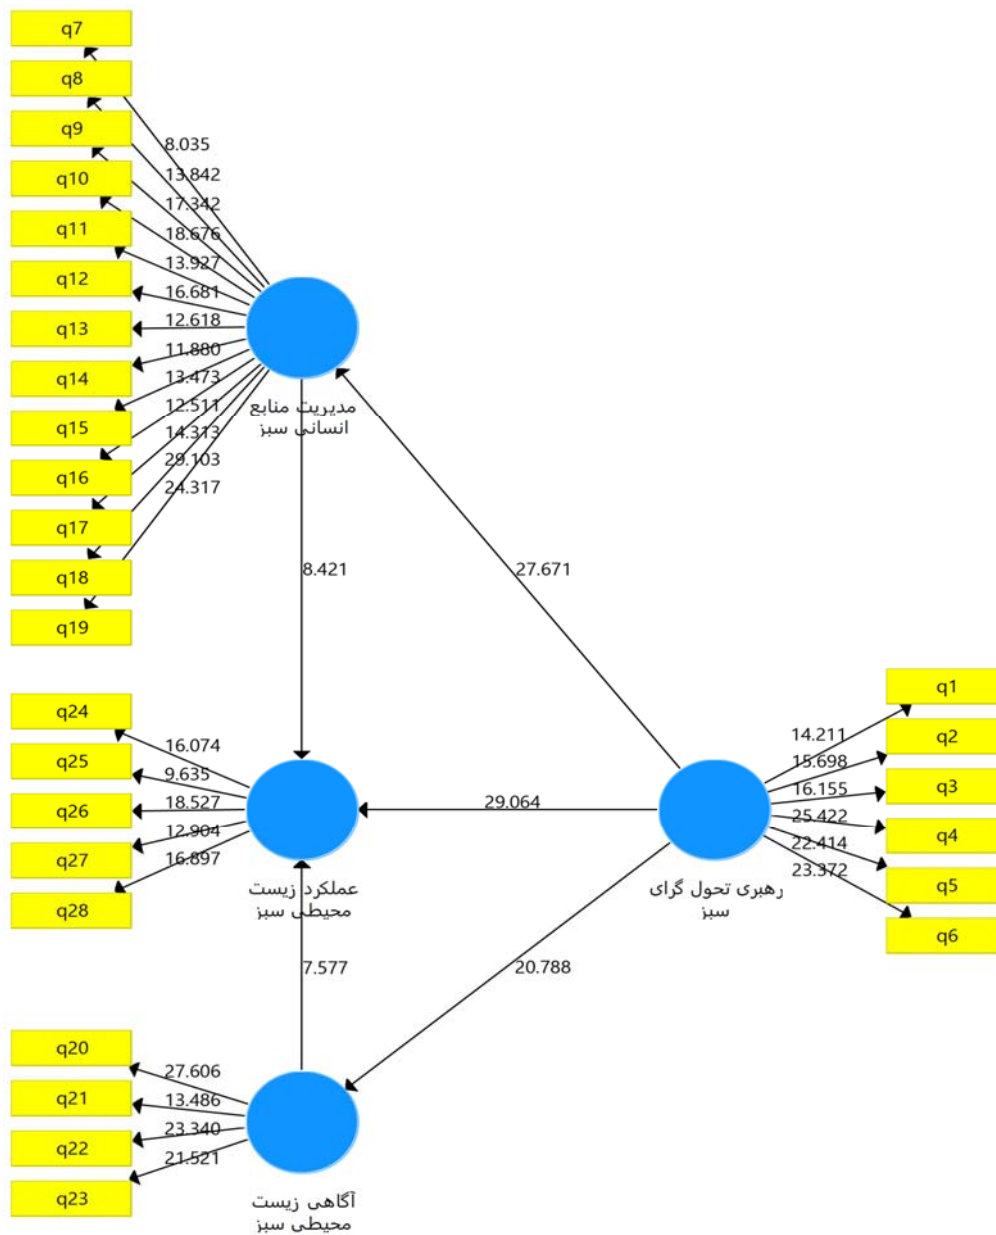 q7
q8
q9
q10
q11
q12
q13
q14
q15
q16
q17
q18
q19
8.035
13.842
17.342
18.676
13.927
16.681
12.618
11.880
13.473
12.511
14.313
29.103
24.317
مدیریت منابع
انسانی سبز
8.421
27.671
q24
q25
q26
q27
q28
16.074
9.635
18.527
12.904
16.897
عملکرد زیست
محیطی سبز
29.064
رهبری تحول گرای
سبز
14.211
15.698
16.155
25.422
22.414
23.372
q1
q2
q3
q4
q5
q6
7.577
20.788
q20
q21
q22
q23
27.606
13.486
23.340
21.521
آگاهی زیست
محیطی سبز